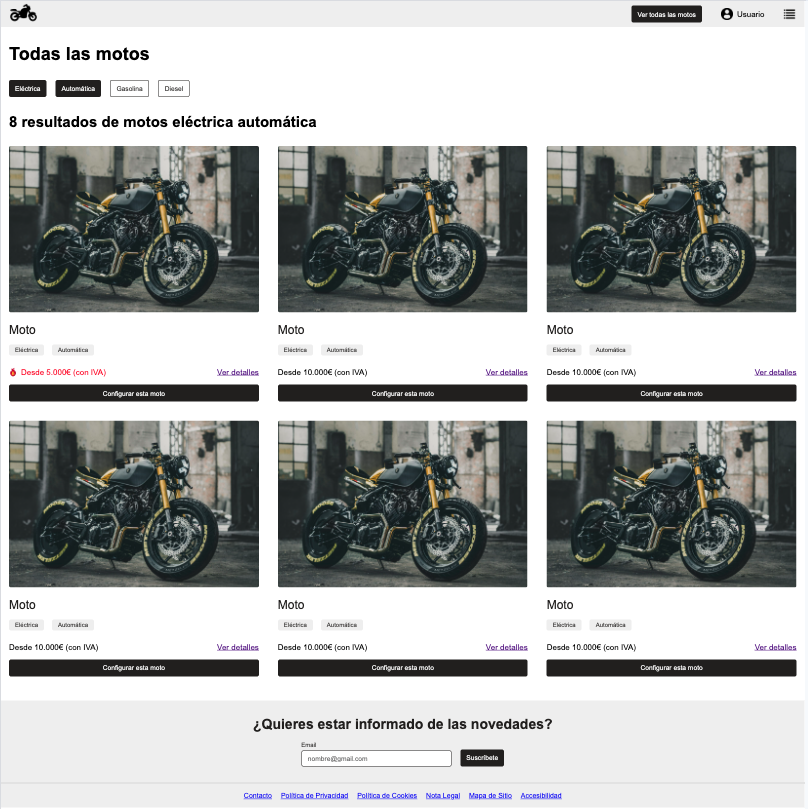 Ver todas las motos Usuario
Todas las motos
Eléctrica Automática Gasolina Diesel
8 resultados de motos eléctrica automática
Moto Moto Moto
Eléctrica Automática Eléctrica Automática Eléctrica Automática
Desde 5.000€ (con IVA) Ver detalles Desde 10.000€ (con IVA) Ver detalles Desde 10.000€ (con IVA) Ver detalles
Configurar esta moto Configurar esta moto Configurar esta moto
Moto Moto Moto
Eléctrica Automática Eléctrica Automática Eléctrica Automática
Desde 10.000€ (con IVA) Ver detalles Desde 10.000€ (con IVA) Ver detalles Desde 10.000€ (con IVA) Ver detalles
Configurar esta moto Configurar esta moto Configurar esta moto
¿Quieres estar informado de las novedades?
Email
nombre@gmail.com Suscríbete
Contacto Política de Privacidad Política de Cookies Nota Legal Mapa de Sitio Accesibilidad